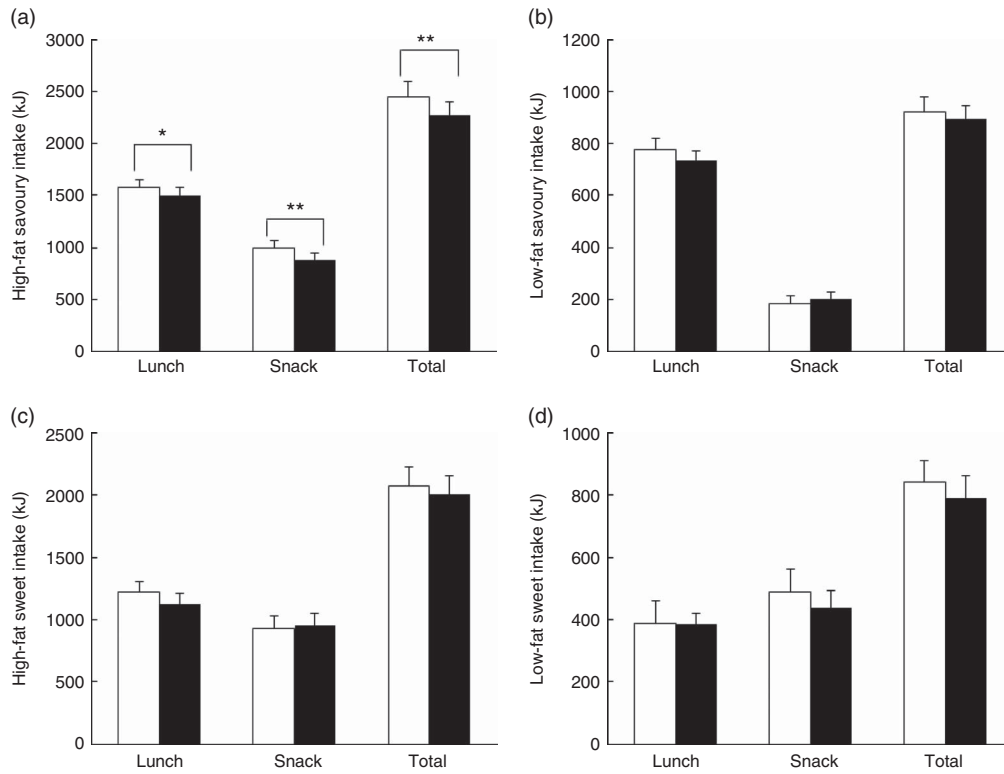 (a)
High-fat savoury intake (kJ)
3000
2500
2000
1500
1000
500
0
*
**
**
Lunch Snack Total
(b)
Low-fat savoury intake (kJ)
1200
1000
800
600
400
200
0
Lunch Snack Total
(c)
High-fat sweet intake (kJ)
2500
2000
1500
1000
500
0
Lunch Snack Total
(d)
Low-fat sweet intake (kJ)
1000
800
600
400
200
0
Lunch Snack Total